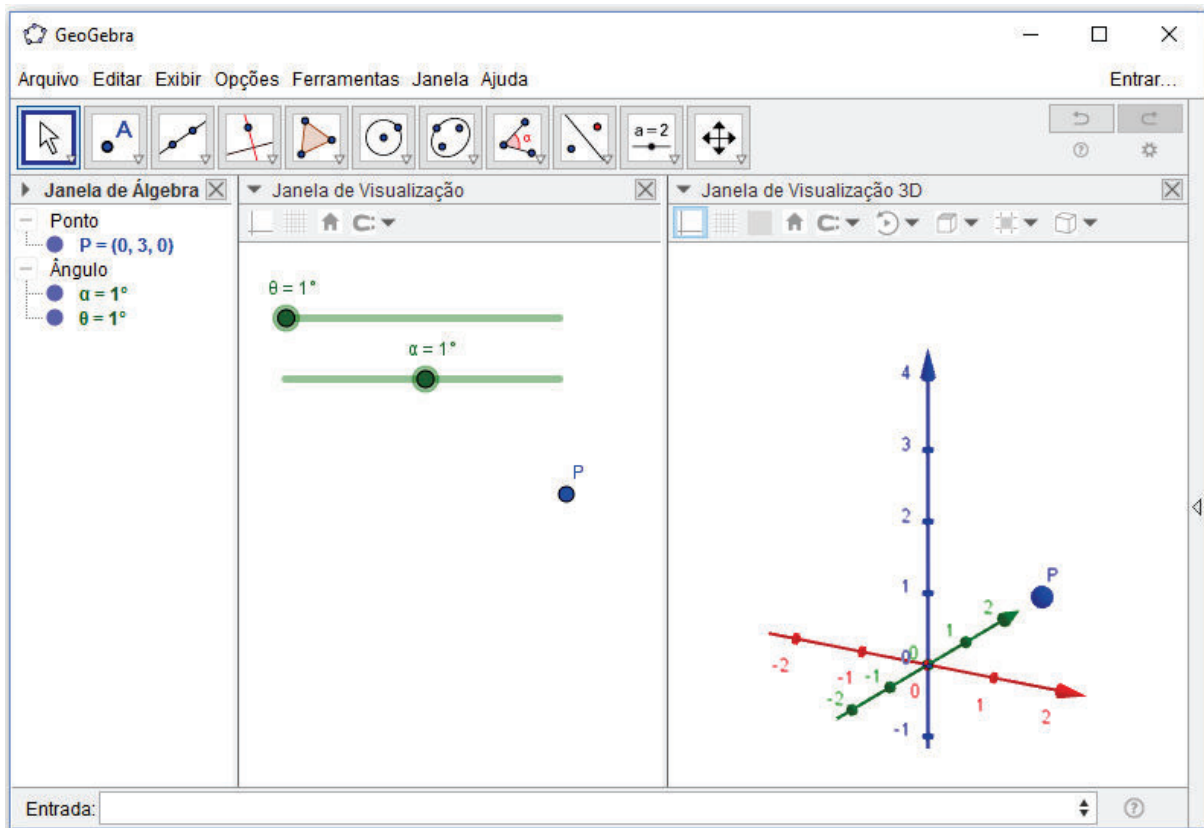 GeoGebra
Arquivo Editar Exibir Opções Ferramentas Janela Ajuda
Entrar...
A
α
a = 2
Janela de Álgebra
Ponto
P = (0, 3, 0)
Ângulo
α = 1°
θ = 1°
Janela de Visualização
θ = 1°
α = 1°
P
Janela de Visualização 3D
4
3
2
1
0
-1
P
2
1
0
-1
-2
-2
-1
0
1
2
Entrada: